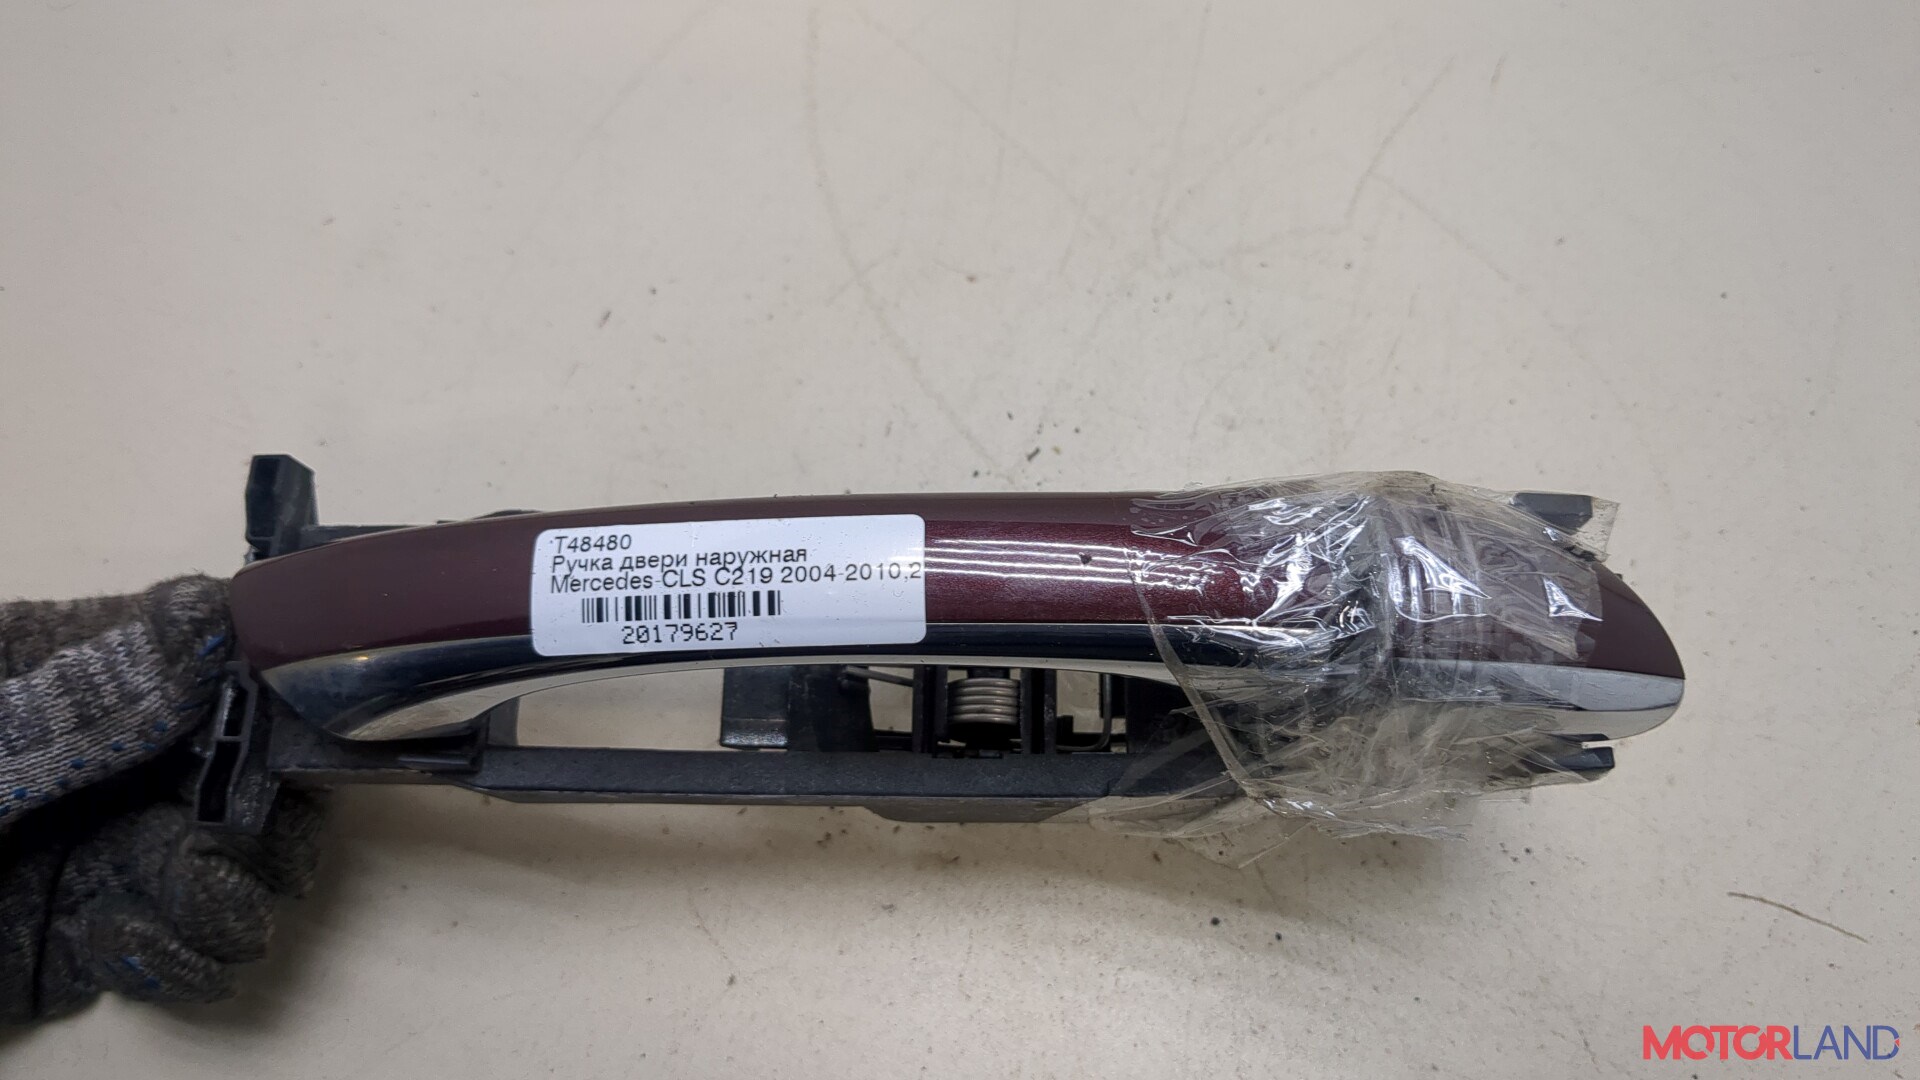 T48480
Ручка двери наружная
Mercedes-CLS C219 2004-2010,2
20179627
MOTORLAND